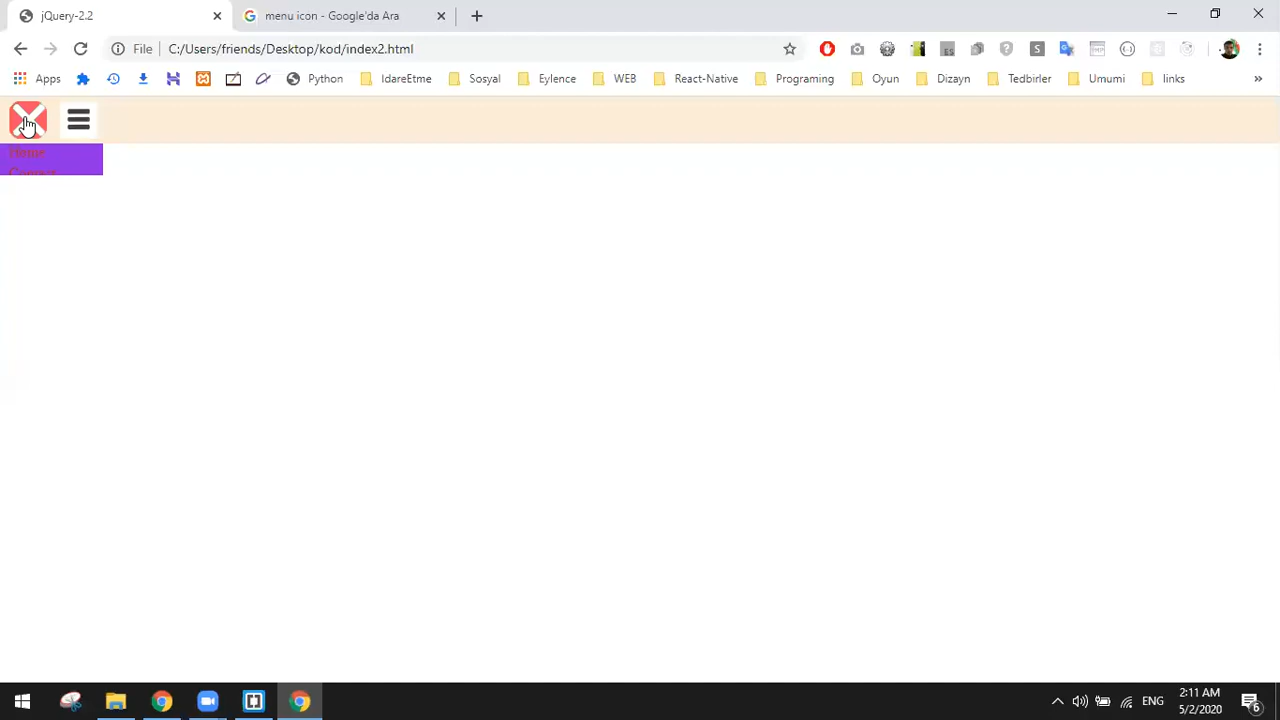 jQuery-2.2
menu icon - Google'da Ara
File C:/Users/friends/Desktop/kod/index2.html
Apps Python IdareEtme Sosyal Eylence WEB React-Native Programing Oyun Dizayn Tedbirler Umumi links »
Home
ENG
2:11 AM
5/2/2020
6